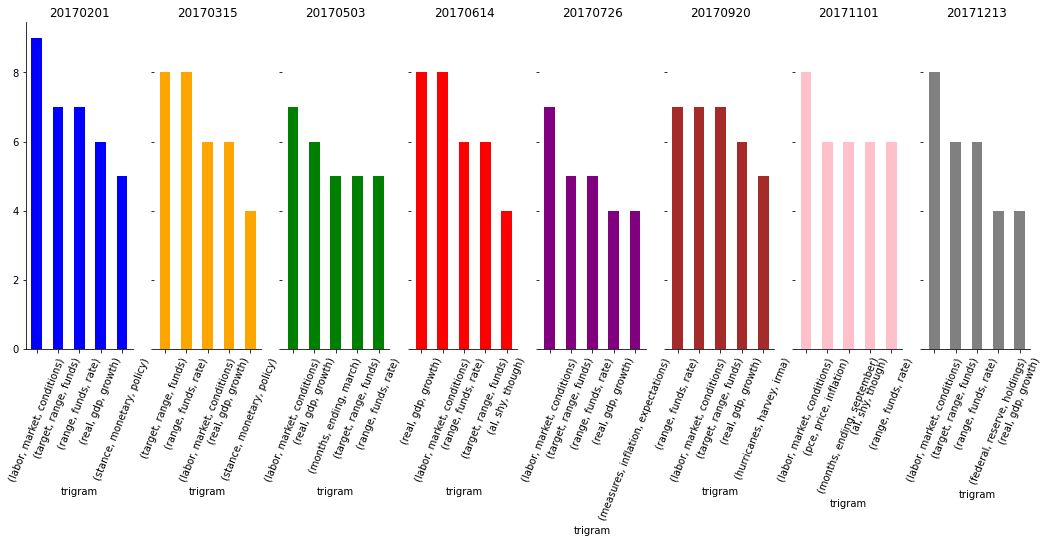 20170201
20170315
20170503
20170614
20170726
20170920
20171101
20171213
8
6
4
2
0
(labor, market, conditions)
(target, range, funds)
(range, funds, rate)
(real, gdp, growth)
(stance, monetary, policy)
trigram
(target, range, funds)
(range, funds, rate)
(labor, market, conditions)
(real, gdp, growth)
(stance, monetary, policy)
trigram
(labor, market, conditions)
(real, gdp, growth)
(months, ending, march)
(target, range, funds)
(range, funds, rate)
trigram
(real, gdp, growth)
(labor, market, conditions)
(range, funds, rate)
(target, range, funds)
(al, shy, though)
trigram
(labor, market, conditions)
(target, range, funds)
(range, funds, rate)
(real, gdp, growth)
(measures, inflation, expectations)
trigram
(range, funds, rate)
(labor, market, conditions)
(target, range, funds)
(real, gdp, growth)
(hurricanes, harvey, irma)
trigram
(labor, market, conditions)
(pce, price, inflation)
(months, ending, september)
(al, shy, though)
(range, funds, rate)
trigram
(labor, market, conditions)
(target, range, funds)
(range, funds, rate)
(federal, reserve, holdings)
(real, gdp, growth)
trigram